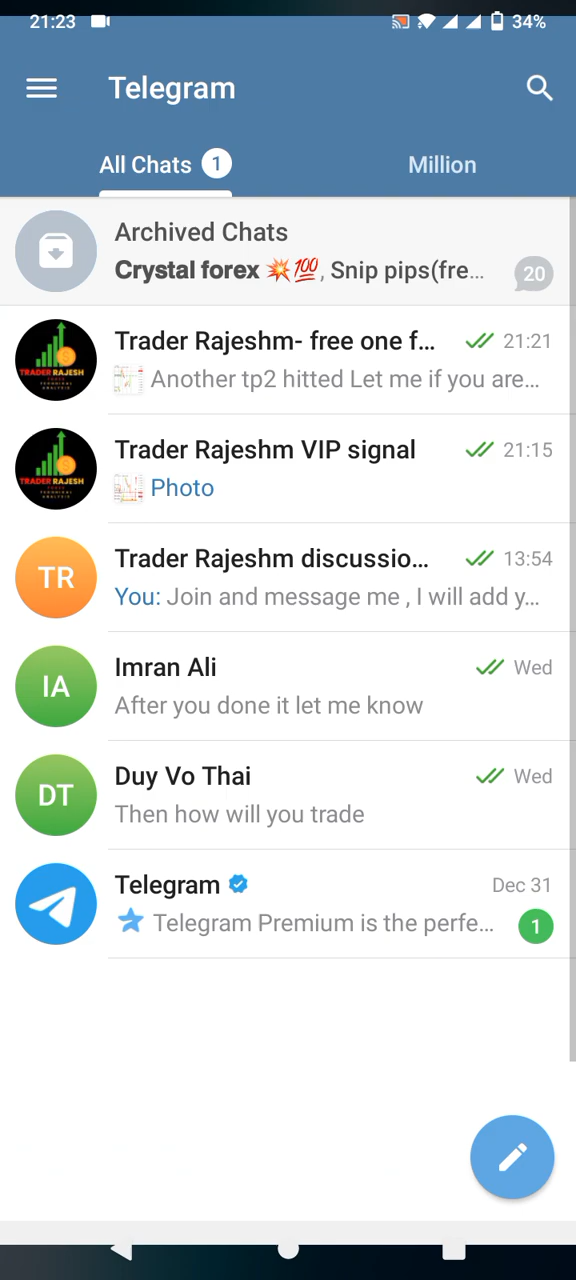 21:23 34%
Telegram
All Chats 1 Million
Archived Chats
Crystal forex 💥💯, Snip pips(fre... 20
Trader Rajeshm- free one f... 21:21
Another tp2 hitted Let me if you are...
TRADER RAJESH
Trader Rajeshm VIP signal 21:15
Photo
TRADER RAJESH
Trader Rajeshm discussio... 13:54
TR
You: Join and message me , I will add y...
Imran Ali Wed
IA
After you done it let me know
Duy Vo Thai Wed
DT
Then how will you trade
Telegram Dec 31
Telegram Premium is the perfe... 1